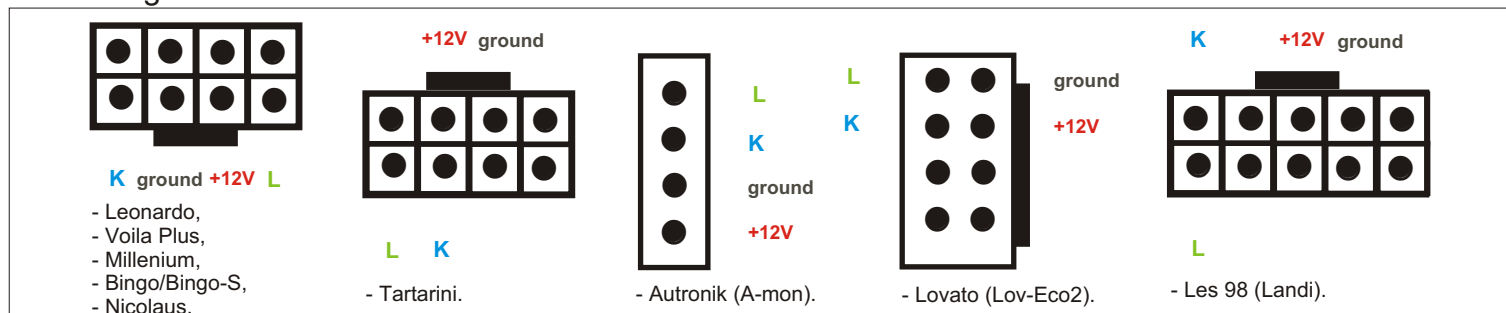 K ground +12V L
- Leonardo,
- Voila Plus,
- Millenium,
- Bingo/Bingo-S,
- Nicolaus.
+12V ground
L K
- Tartarini.
L
K
ground
+12V
- Autronik (A-mon).
L ground
K +12V
- Lovato (Lov-Eco2).
K +12V ground
L
- Les 98 (Landi).